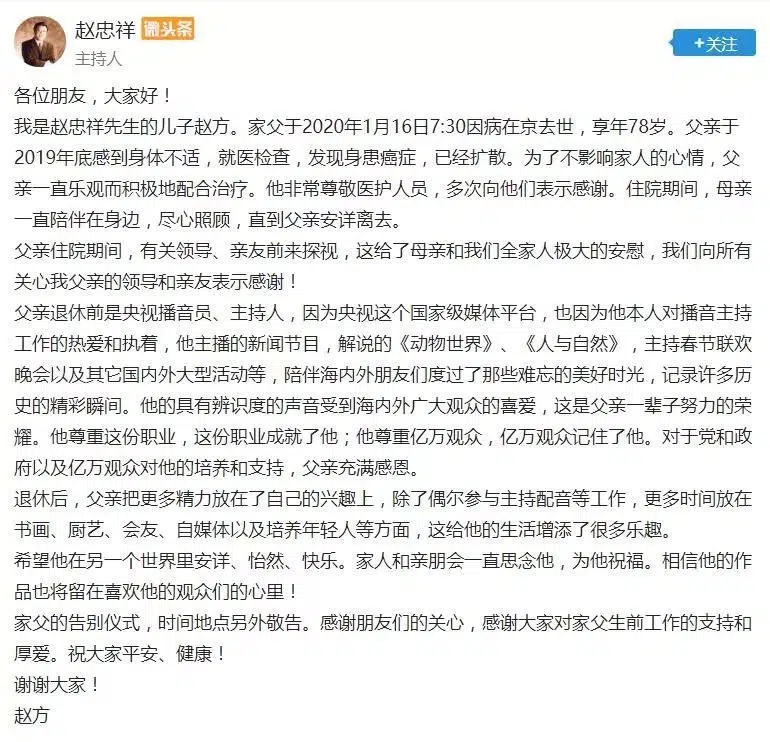 赵忠祥 微头条
主持人
+关注
各位朋友，大家好！
我是赵忠祥先生的儿子赵方。家父于2020年1月16日7:30因病在京去世，享年78岁。父亲于
2019年底感到身体不适，就医检查，发现身患癌症，已经扩散。为了不影响家人的心情，父
亲一直乐观而积极地配合治疗。他非常尊敬医护人员，多次向他们表示感谢。住院期间，母亲
一直陪伴在身边，尽心照顾，直到父亲安详离去。
父亲住院期间，有关领导、亲友前来探视，这给了母亲和我们全家人极大的安慰，我们向所有
关心我父亲的领导和亲友表示感谢！
父亲退休前是央视播音员、主持人，因为央视这个国家级媒体平台，也因为他本人对播音主持
工作的热爱和执着，他主播的新闻节目，解说的《动物世界》、《人与自然》，主持春节联欢
晚会以及其它国内外大型活动等，陪伴海内外朋友们度过了那些难忘的美好时光，记录许多历
史的精彩瞬间。他的具有辨识度的声音受到海内外广大观众的喜爱，这是父亲一辈子努力的荣
耀。他尊重这份职业，这份职业成就了他；他尊重亿万观众，亿万观众记住了他。对于党和政
府以及亿万观众对他的培养和支持，父亲充满感恩。
退休后，父亲把更多精力放在了自己的兴趣上，除了偶尔参与主持配音等工作，更多时间放在
书画、厨艺、会友、自媒体以及培养年轻人等方面，这给他的生活增添了很多乐趣。
希望他在另一个世界里安详、怡然、快乐。家人和亲朋会一直思念他，为他祝福。相信他的作
品也将留在喜欢他的观众们的心里！
家父的告别仪式，时间地点另外敬告。感谢朋友们的关心，感谢大家对家父生前工作的支持和
厚爱。祝大家平安、健康！
谢谢大家！
赵方